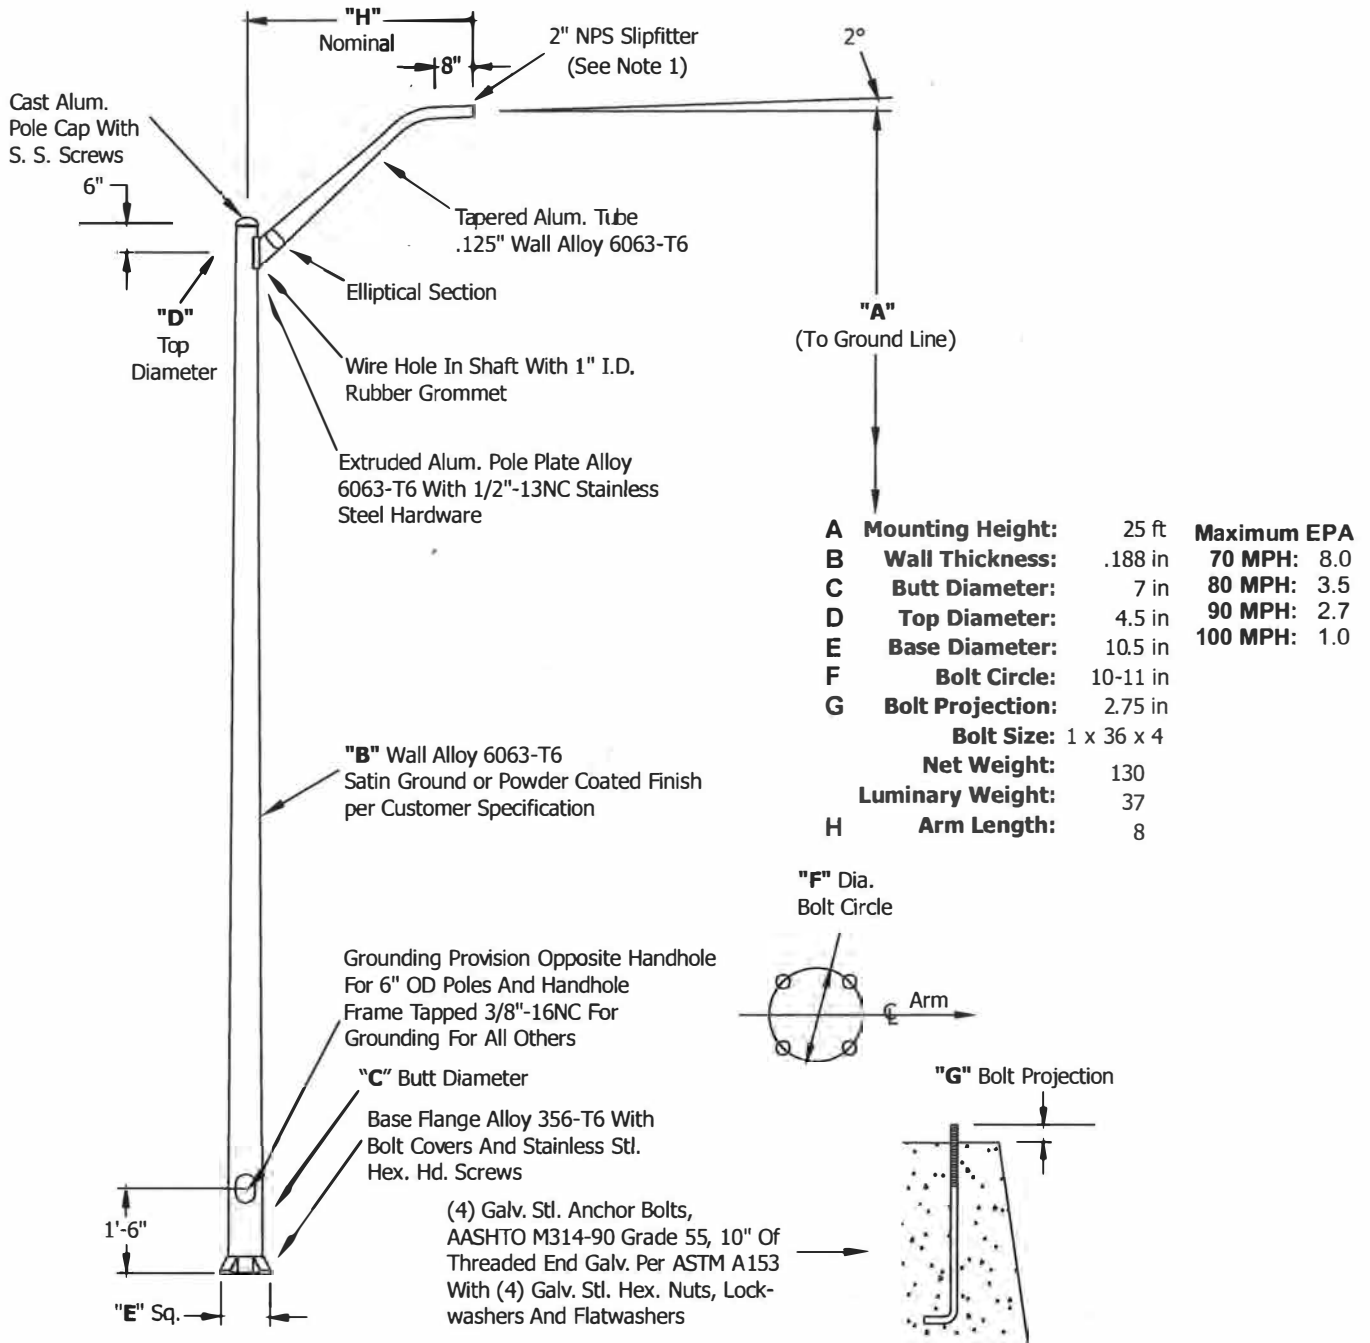 "H"
Nominal
8"
2" NPS Slipfitter
(See Note 1)
2°
Cast Alum.
Pole Cap With
S. S. Screws
6"
Tapered Alum. Tube
.125" Wall Alloy 6063-T6
Elliptical Section
"D"
Top
Diameter
"A"
(To Ground Line)
Wire Hole In Shaft With 1" I.D.
Rubber Grommet
Extruded Alum. Pole Plate Alloy
6063-T6 With 1/2"-13NC Stainless
Steel Hardware
A Mounting Height: 25 ft
B Wall Thickness: .188 in
C Butt Diameter: 7 in
D Top Diameter: 4.5 in
E Base Diameter: 10.5 in
F Bolt Circle: 10-11 in
G Bolt Projection: 2.75 in
Bolt Size: 1 x 36 x 4
Net Weight: 130
Luminary Weight: 37
H Arm Length: 8
Maximum EPA
70 MPH: 8.0
80 MPH: 3.5
90 MPH: 2.7
100 MPH: 1.0
"B" Wall Alloy 6063-T6
Satin Ground or Powder Coated Finish
per Customer Specification
"F" Dia.
Bolt Circle
℄ Arm
Grounding Provision Opposite Handhole
For 6" OD Poles And Handhole
Frame Tapped 3/8"-16NC For
Grounding For All Others
"C" Butt Diameter
Base Flange Alloy 356-T6 With
Bolt Covers And Stainless Stl.
Hex. Hd. Screws
"G" Bolt Projection
1'-6"
(4) Galv. Stl. Anchor Bolts,
AASHTO M314-90 Grade 55, 10" Of
Threaded End Galv. Per ASTM A153
With (4) Galv. Stl. Hex. Nuts, Lock-
washers And Flatwashers
"E" Sq.